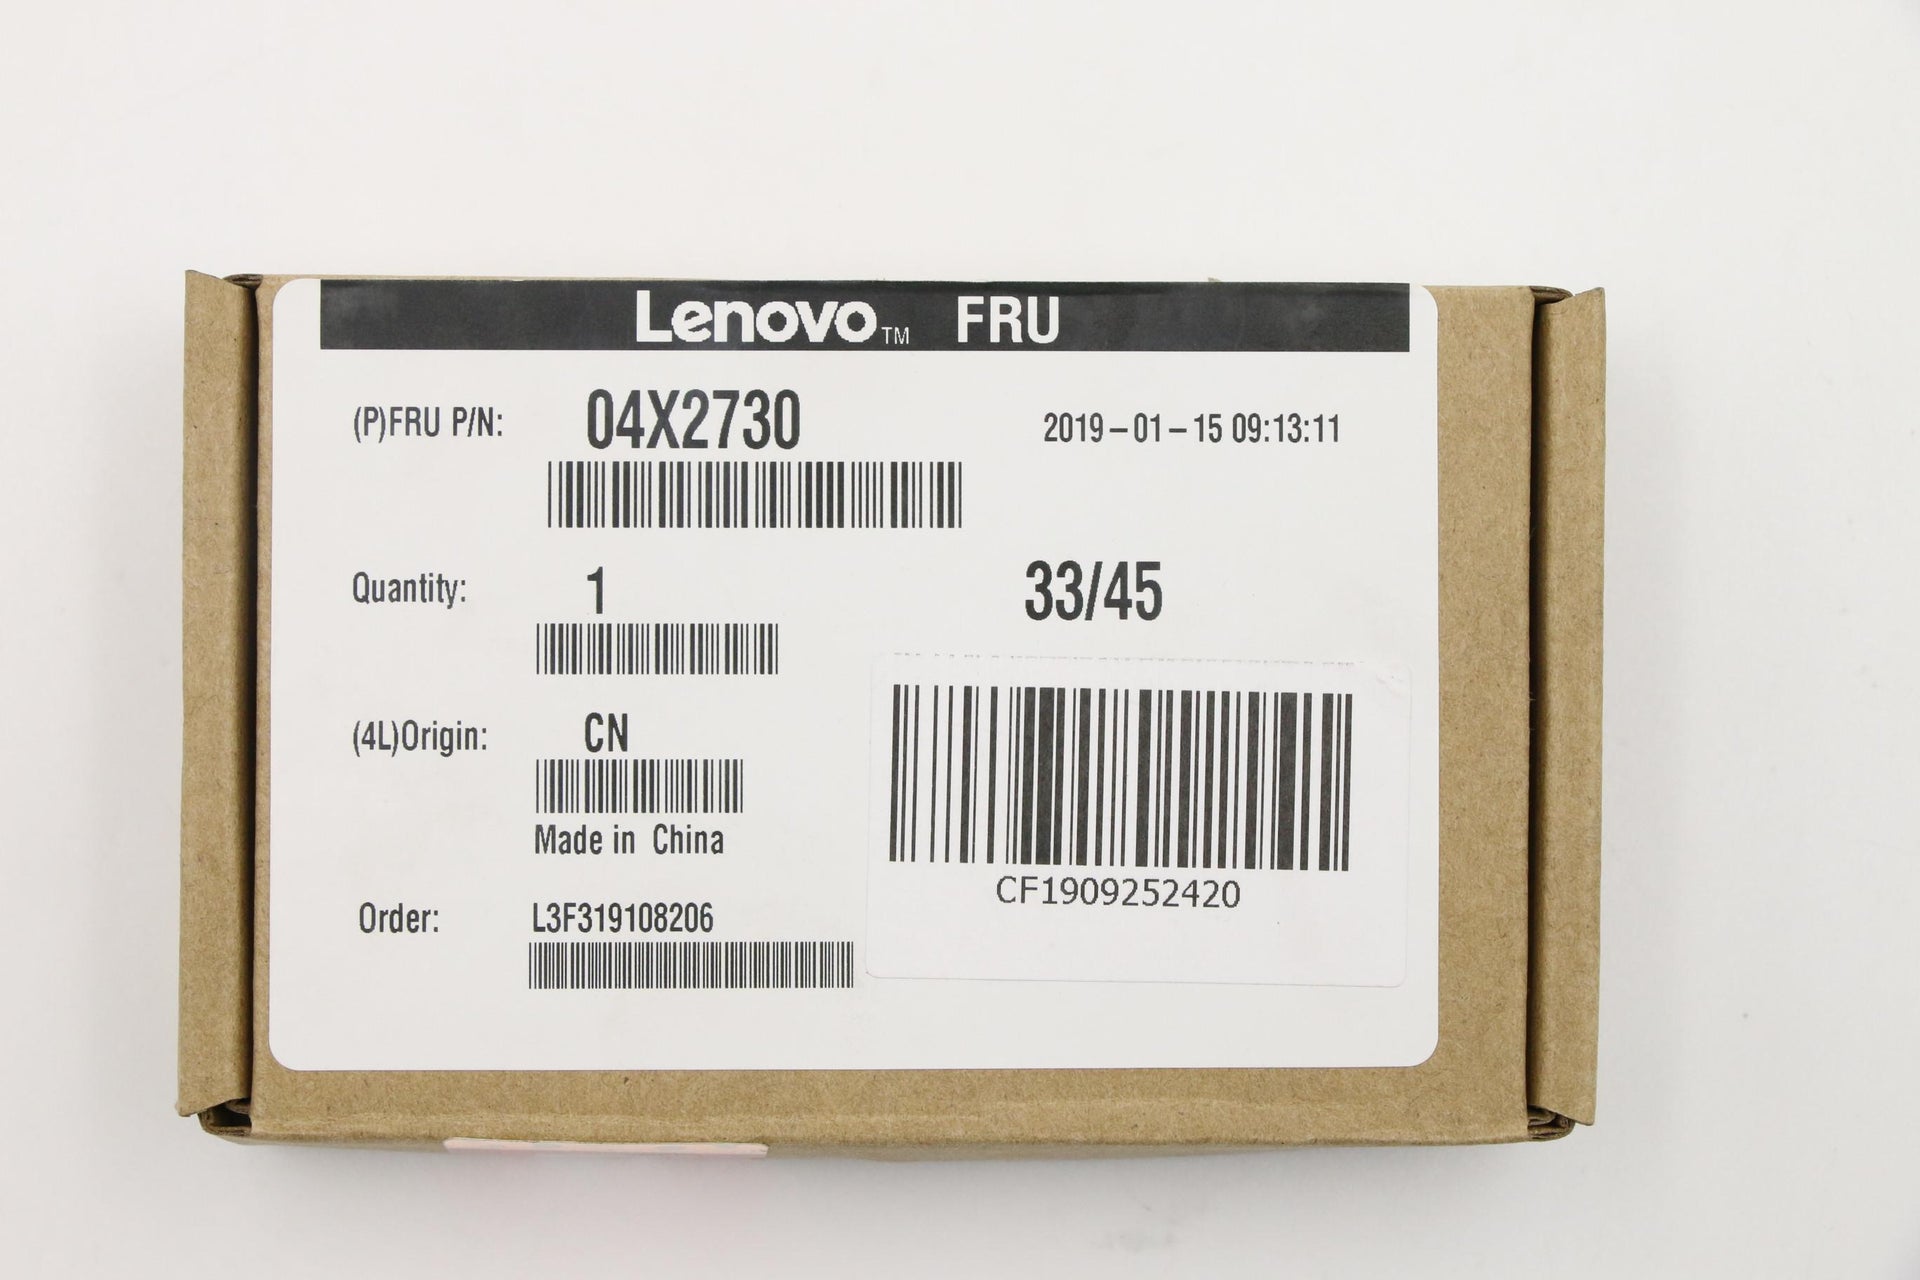 Lenovo™ FRU
(P)FRU P/N: 04X2730 2019-01-15 09:13:11
Quantity: 1 33/45
(4L)Origin: CN
Made in China
CF1909252420
Order: L3F319108206